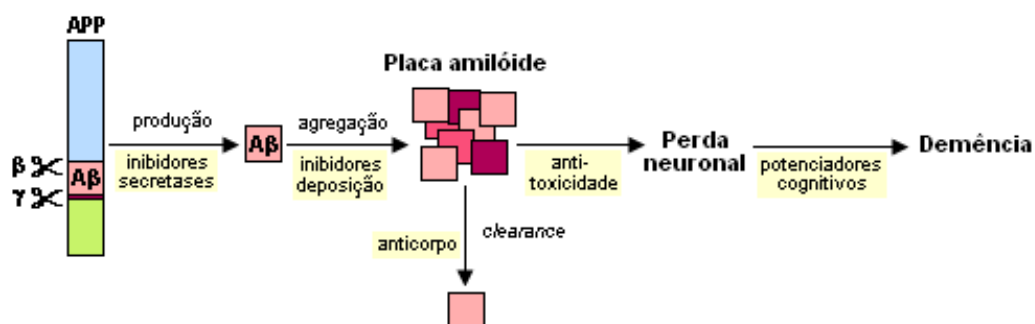 APP
β
Aβ
γ
produção
inibidores
secretases
Aβ
agregação
inibidores
deposição
Placa amilóide
anticorpo
clearance
anti-
toxicidade
Perda
neuronal
potenciadores
cognitivos
Demência